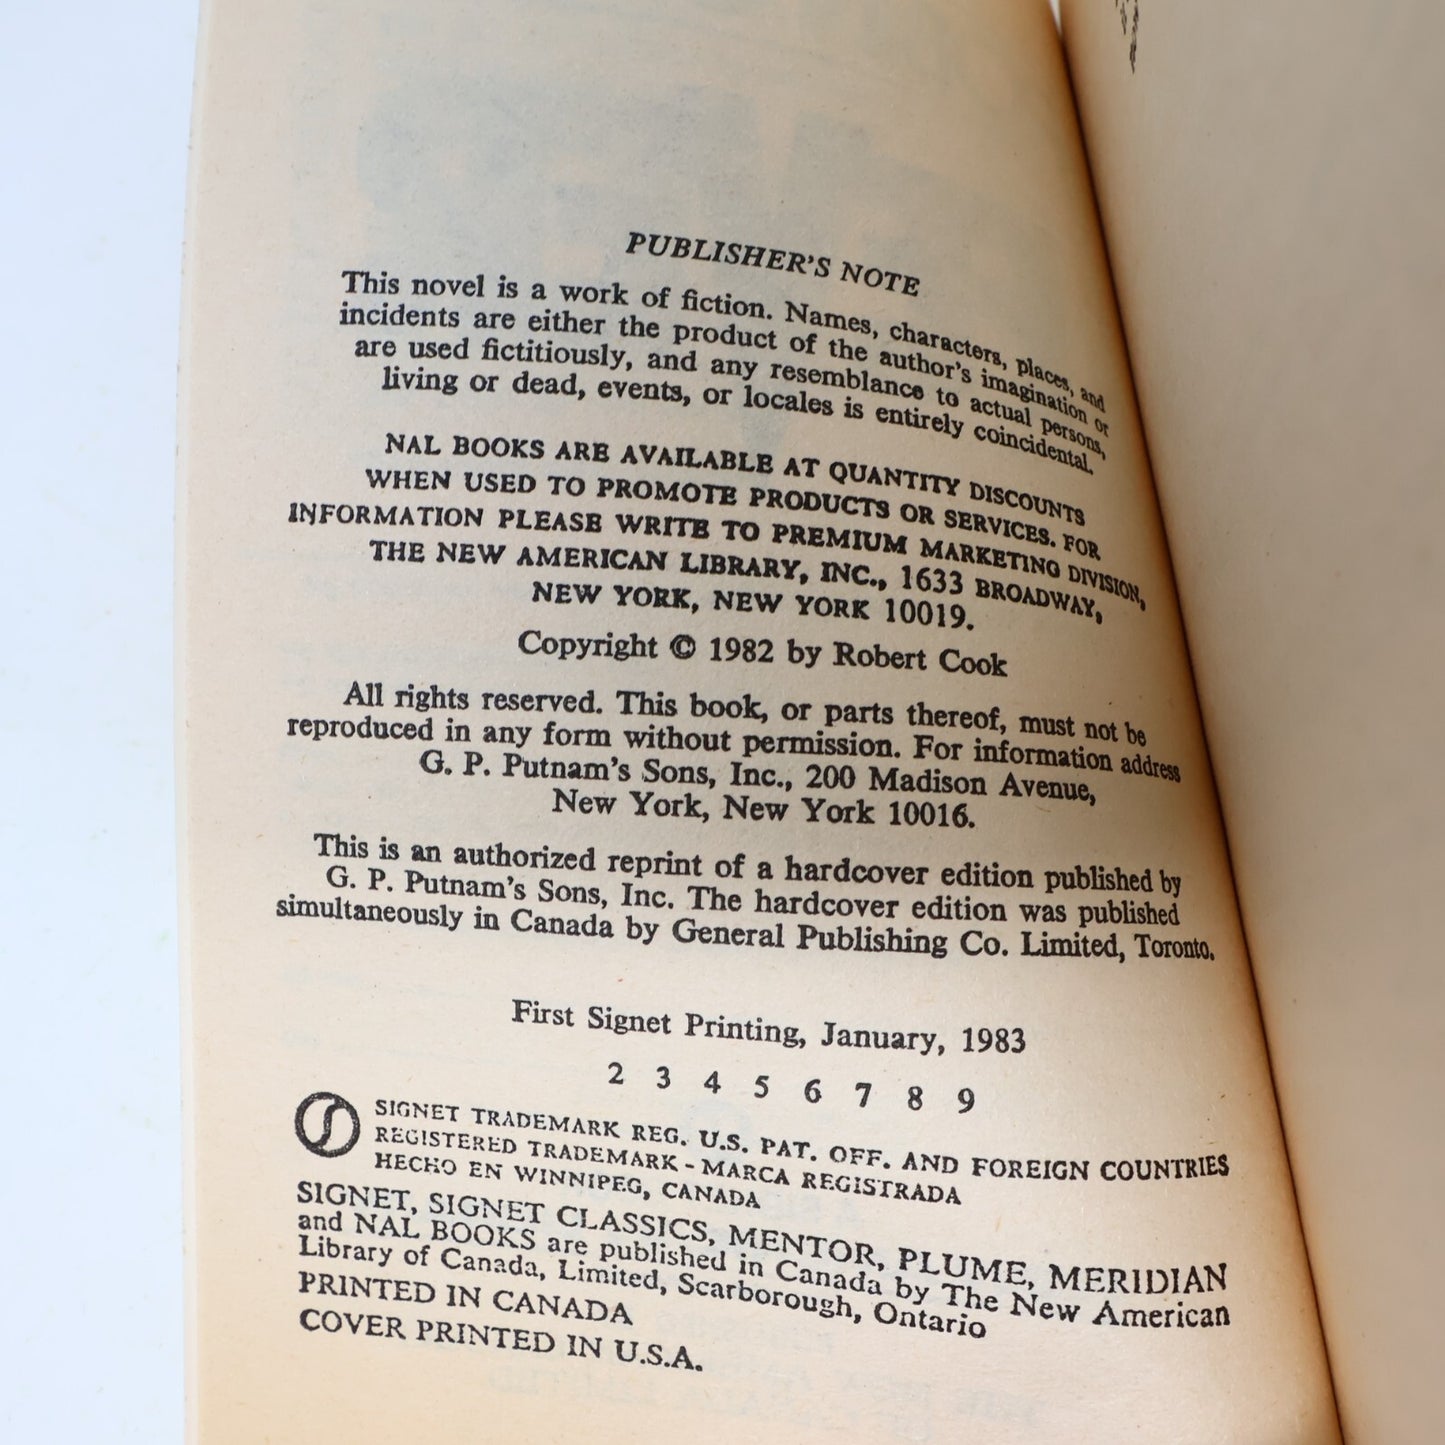 PUBLISHER'S NOTE
This novel is a work of fiction. Names, characters, places, and
incidents are either the product of the author's imagination or
are used fictitiously, and any resemblance to actual persons,
living or dead, events, or locales is entirely coincidental.
NAL BOOKS ARE AVAILABLE AT QUANTITY DISCOUNTS
WHEN USED TO PROMOTE PRODUCTS OR SERVICES. FOR
INFORMATION PLEASE WRITE TO PREMIUM MARKETING DIVISION,
THE NEW AMERICAN LIBRARY, INC., 1633 BROADWAY,
NEW YORK, NEW YORK 10019.
Copyright © 1982 by Robert Cook
All rights reserved. This book, or parts thereof, must not be
reproduced in any form without permission. For information address
G. P. Putnam's Sons, Inc., 200 Madison Avenue,
New York, New York 10016.
This is an authorized reprint of a hardcover edition published by
G. P. Putnam's Sons, Inc. The hardcover edition was published
simultaneously in Canada by General Publishing Co. Limited, Toronto.
First Signet Printing, January, 1983
2 3 4 5 6 7 8 9
SIGNET TRADEMARK REG. U.S. PAT. OFF. AND FOREIGN COUNTRIES
REGISTERED TRADEMARK - MARCA REGISTRADA
HECHO EN WINNIPEG, CANADA
SIGNET, SIGNET CLASSICS, MENTOR, PLUME, MERIDIAN
and NAL BOOKS are published in Canada by The New American
Library of Canada, Limited, Scarborough, Ontario
PRINTED IN CANADA
COVER PRINTED IN U.S.A.